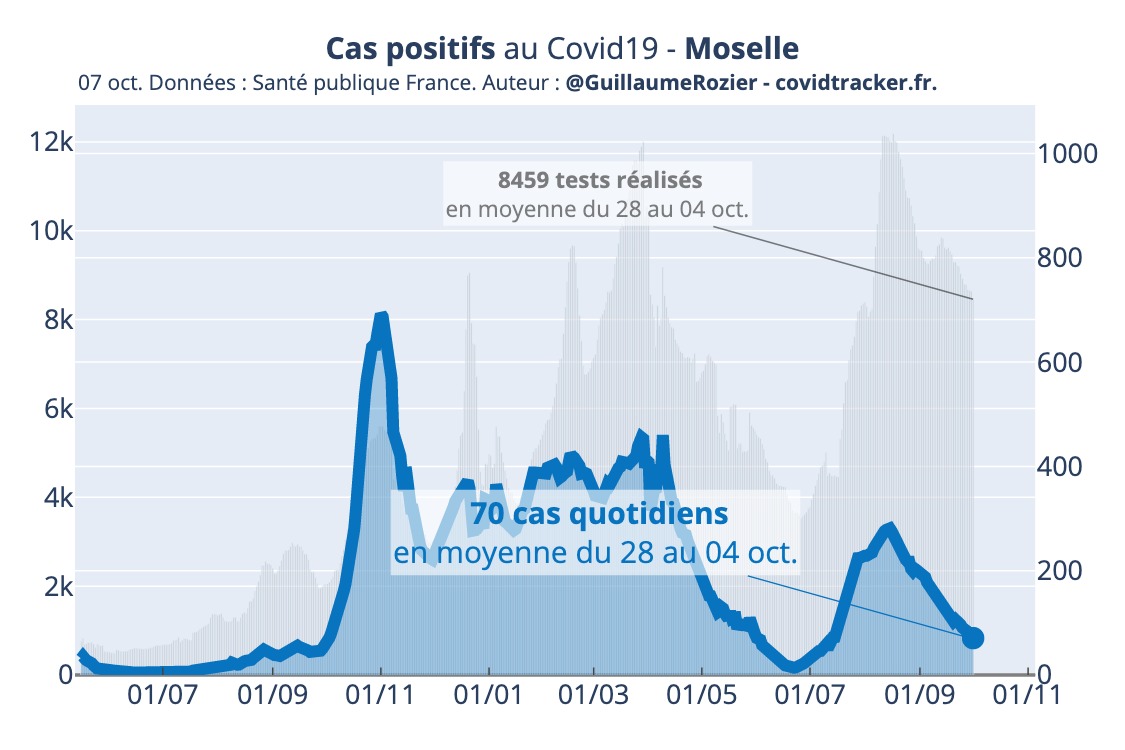 Cas positifs au Covid19 - Moselle
07 oct. Données : Santé publique France. Auteur : @GuillaumeRozier - covidtracker.fr.
12k
1000
8459 tests réalisés
en moyenne du 28 au 04 oct.
10k
800
8k
600
6k
400
4k
70 cas quotidiens
en moyenne du 28 au 04 oct.
2k
200
0
0
01/07 01/09 01/11 01/01 01/03 01/05 01/07 01/09 01/11